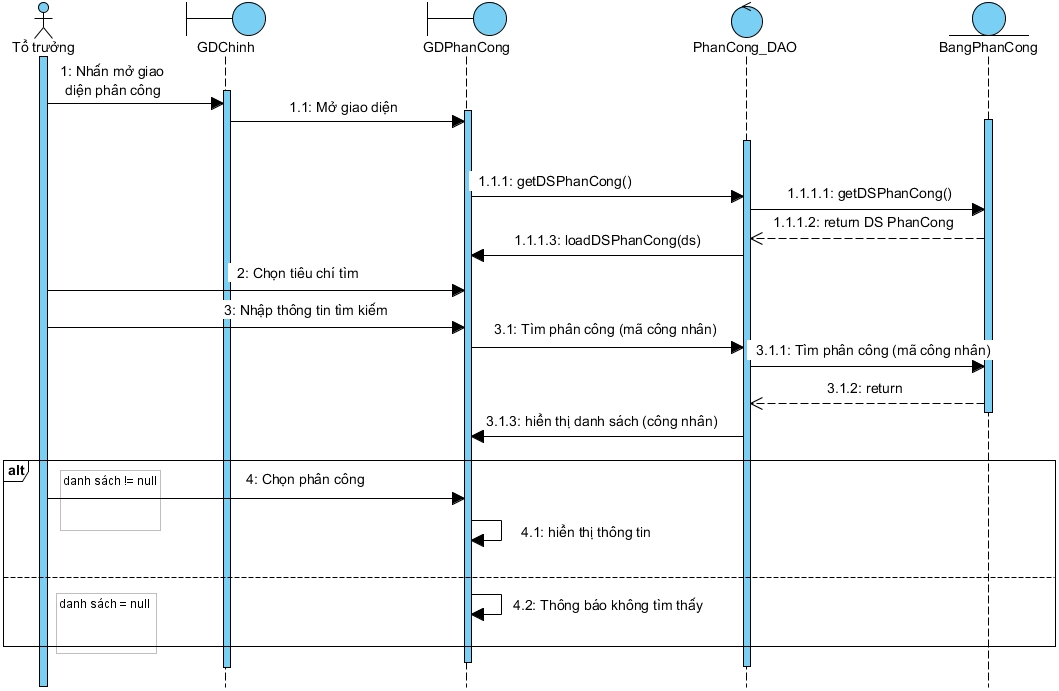 Tổ trưởng
GDChinh
GDPhanCong
PhanCong_DAO
BangPhanCong
1: Nhấn mở giao
diện phân công
1.1: Mở giao diện
1.1.1: getDSPhanCong()
1.1.1.1: getDSPhanCong()
1.1.1.2: return DS PhanCong
1.1.1.3: loadDSPhanCong(ds)
2: Chọn tiêu chí tìm
3: Nhập thông tin tìm kiếm
3.1: Tìm phân công (mã công nhân)
3.1.1: Tìm phân công (mã công nhân)
3.1.2: return
3.1.3: hiển thị danh sách (công nhân)
alt
danh sách != null
4: Chọn phân công
4.1: hiển thị thông tin
danh sách = null
4.2: Thông báo không tìm thấy